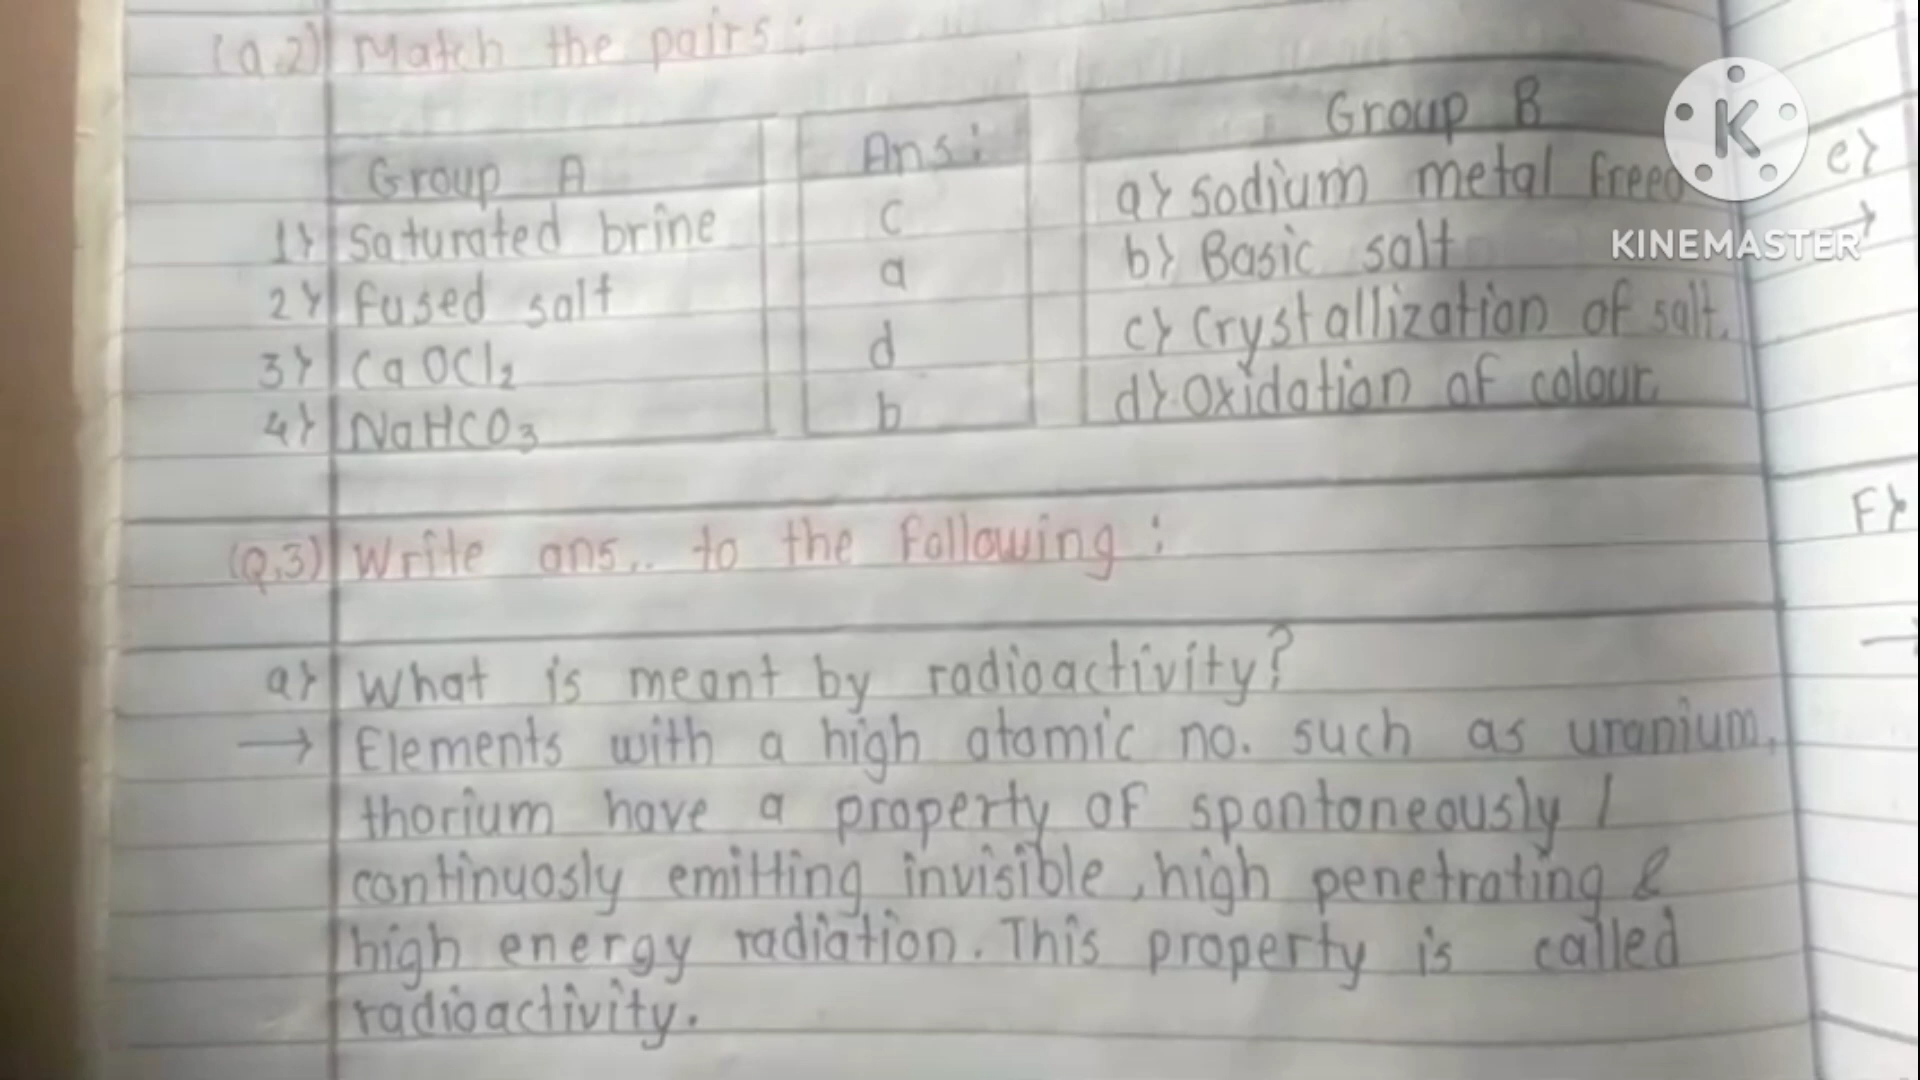 (Q.2) Match the pairs :
Group A Ans: Group B
1} Saturated brine c a} Sodium metal freed
2} Fused salt a b} Basic salt
3} CaOCl2 d c} Crystallization of salt.
4} NaHCO3 b d} Oxidation of colour.
(Q.3) Write ans.. to the following :
a} What is meant by radioactivity?
→ Elements with a high atomic no. such as uranium,
thorium have a property of spontaneously /
continuosly emitting invisible, high penetrating &
high energy radiation. This property is called
radioactivity.
K
KINEMASTER
e}
→
F}